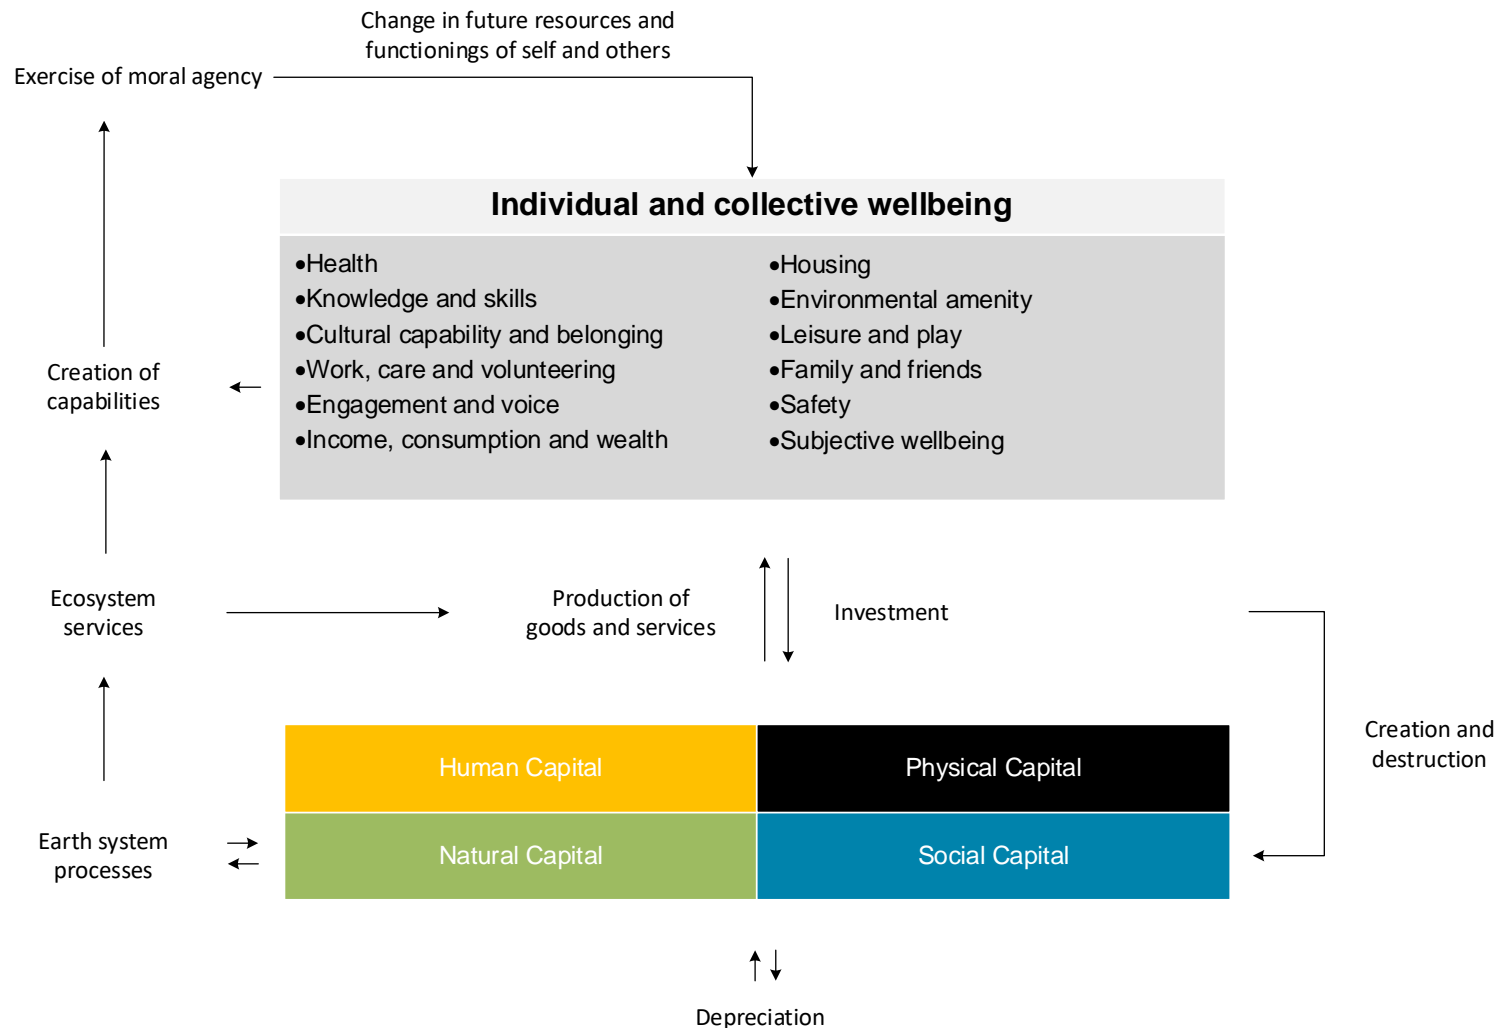 Change in future resources and
functionings of self and others
Exercise of moral agency
Individual and collective wellbeing
•Health
•Knowledge and skills
•Cultural capability and belonging
•Work, care and volunteering
•Engagement and voice
•Income, consumption and wealth
•Housing
•Environmental amenity
•Leisure and play
•Family and friends
•Safety
•Subjective wellbeing
Creation of
capabilities
Ecosystem
services
Production of
goods and services
Investment
Creation and
destruction
Human Capital
Physical Capital
Natural Capital
Social Capital
Earth system
processes
Depreciation